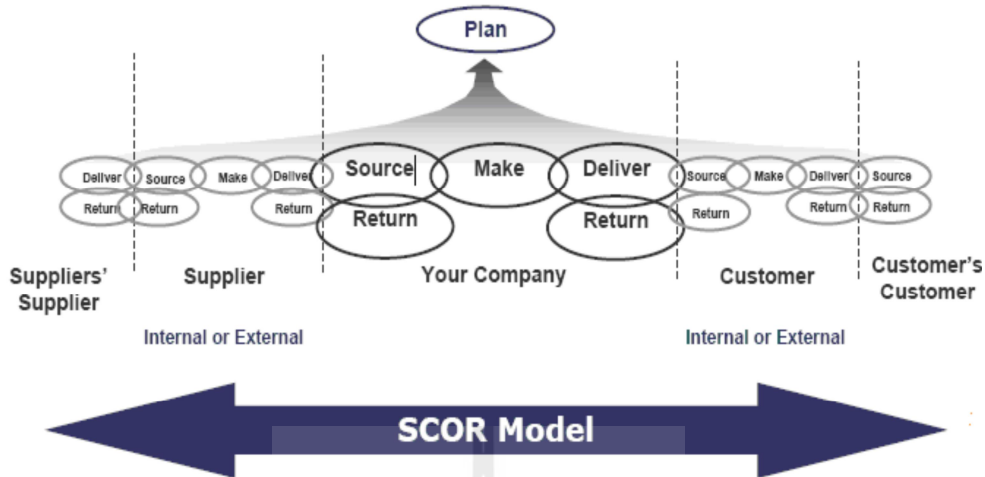 Plan
Deliver Source Make Deliver Source Make Deliver Source Make Deliver Source
Return Return Return Return Return Return Return Return
Suppliers’ Supplier Your Company Customer Customer’s
Supplier Customer
Internal or External Internal or External
SCOR Model